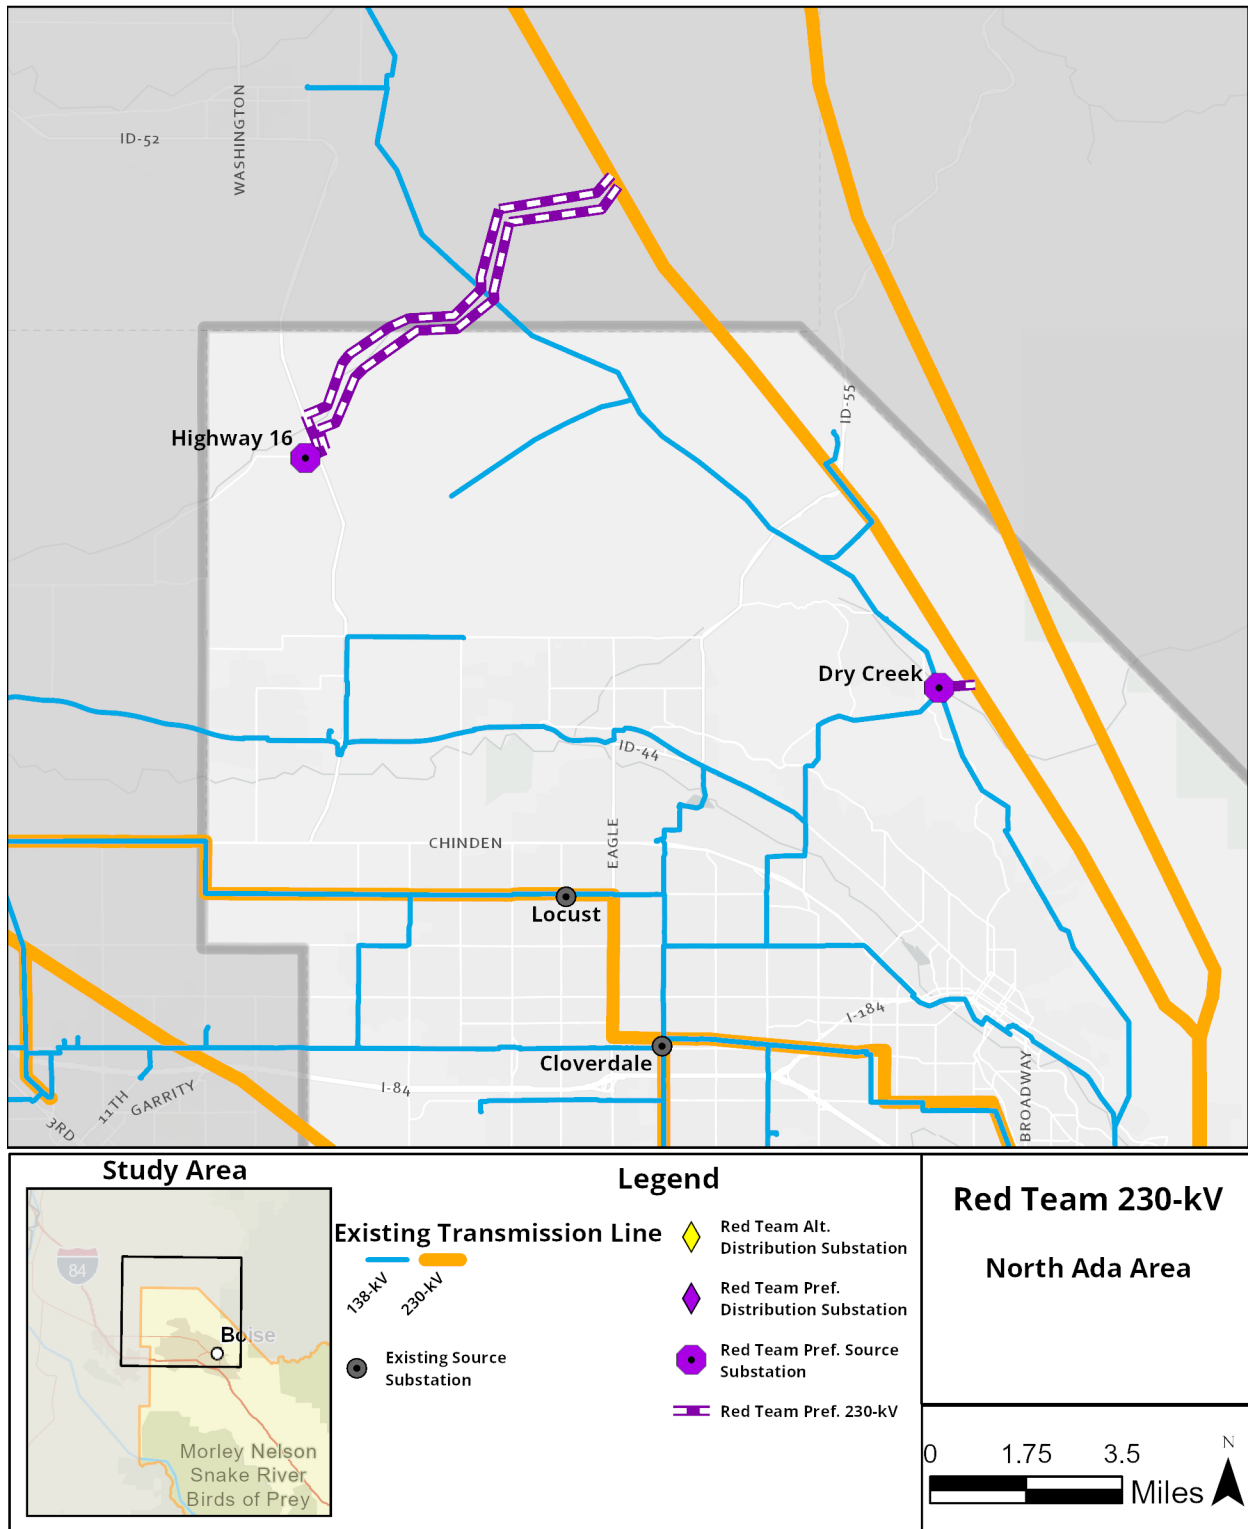 WASHINGTON
ID-52
ID-55
Highway 16
Dry Creek
ID-44
CHINDEN
EAGLE
Locust
I-184
Cloverdale
BROADWAY
I-84
11TH
GARRITY
3RD
Study Area
84
Boise
Morley Nelson
Snake River
Birds of Prey
Legend
Existing Transmission Line
138-kV
230-kV
Existing Source
Substation
Red Team Alt.
Distribution Substation
Red Team Pref.
Distribution Substation
Red Team Pref. Source
Substation
Red Team Pref. 230-kV
Red Team 230-kV
North Ada Area
0 1.75 3.5
Miles
N